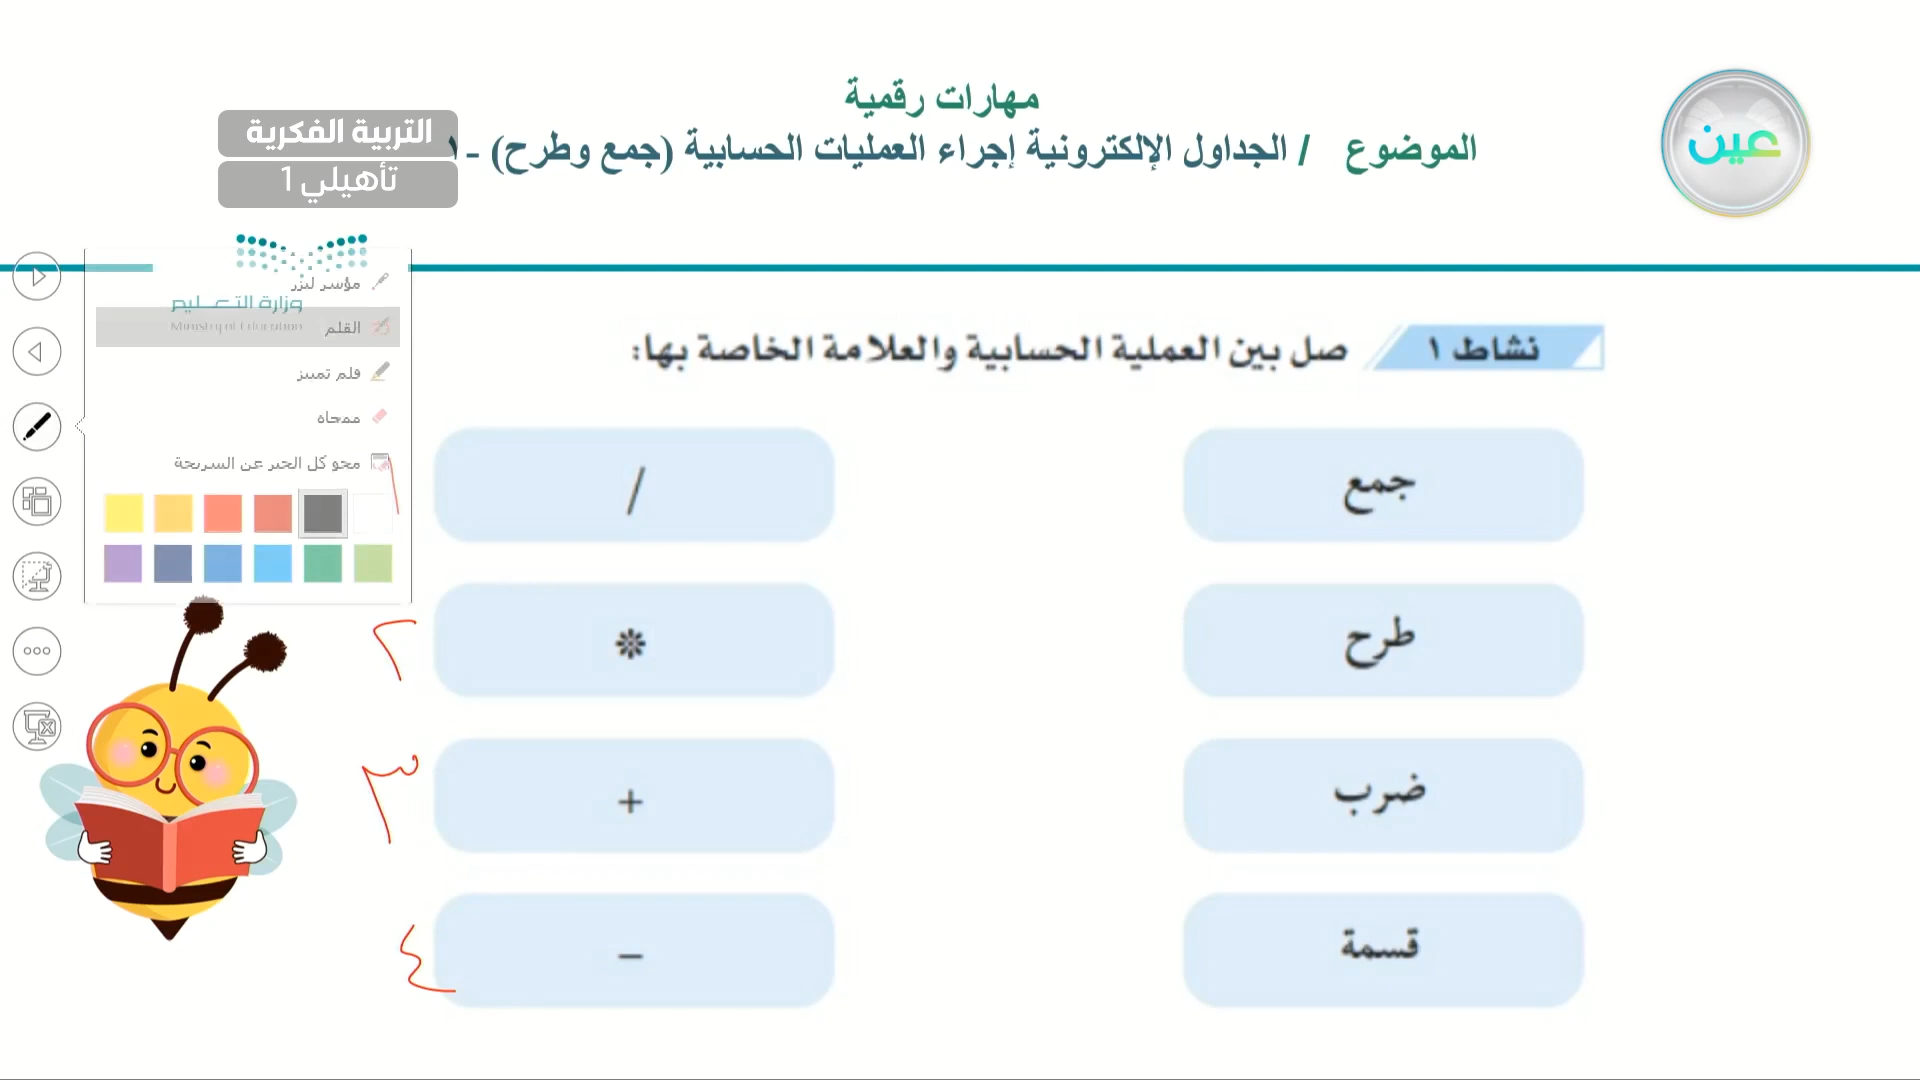 مهارات رقمية
الموضوع / الجداول الإلكترونية إجراء العمليات الحسابية (جمع وطرح) -١
عين
التربية الفكرية
تأهيلي 1
مؤشر ليزر
وزارة التعليم
Ministry of Education
القلم
قلم تمييز
ممحاة
محو كل الحبر عن الشريحة
نشاط ١ صل بين العملية الحسابية والعلامة الخاصة بها:
جمع /
١
طرح *
٢
ضرب +
٣
قسمة −
٤